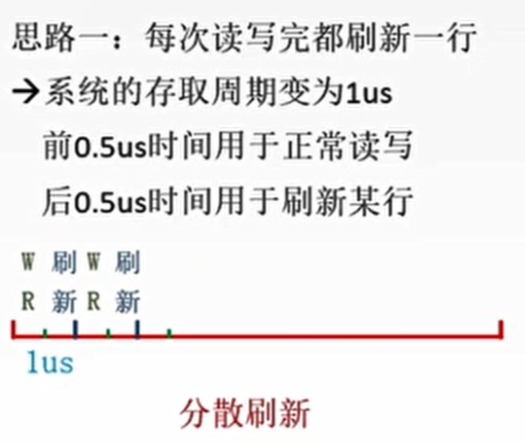 思路一：每次读写完都刷新一行
→系统的存取周期变为1us
前0.5us时间用于正常读写
后0.5us时间用于刷新某行
W 刷 W 刷
R 新 R 新
1us
分散刷新